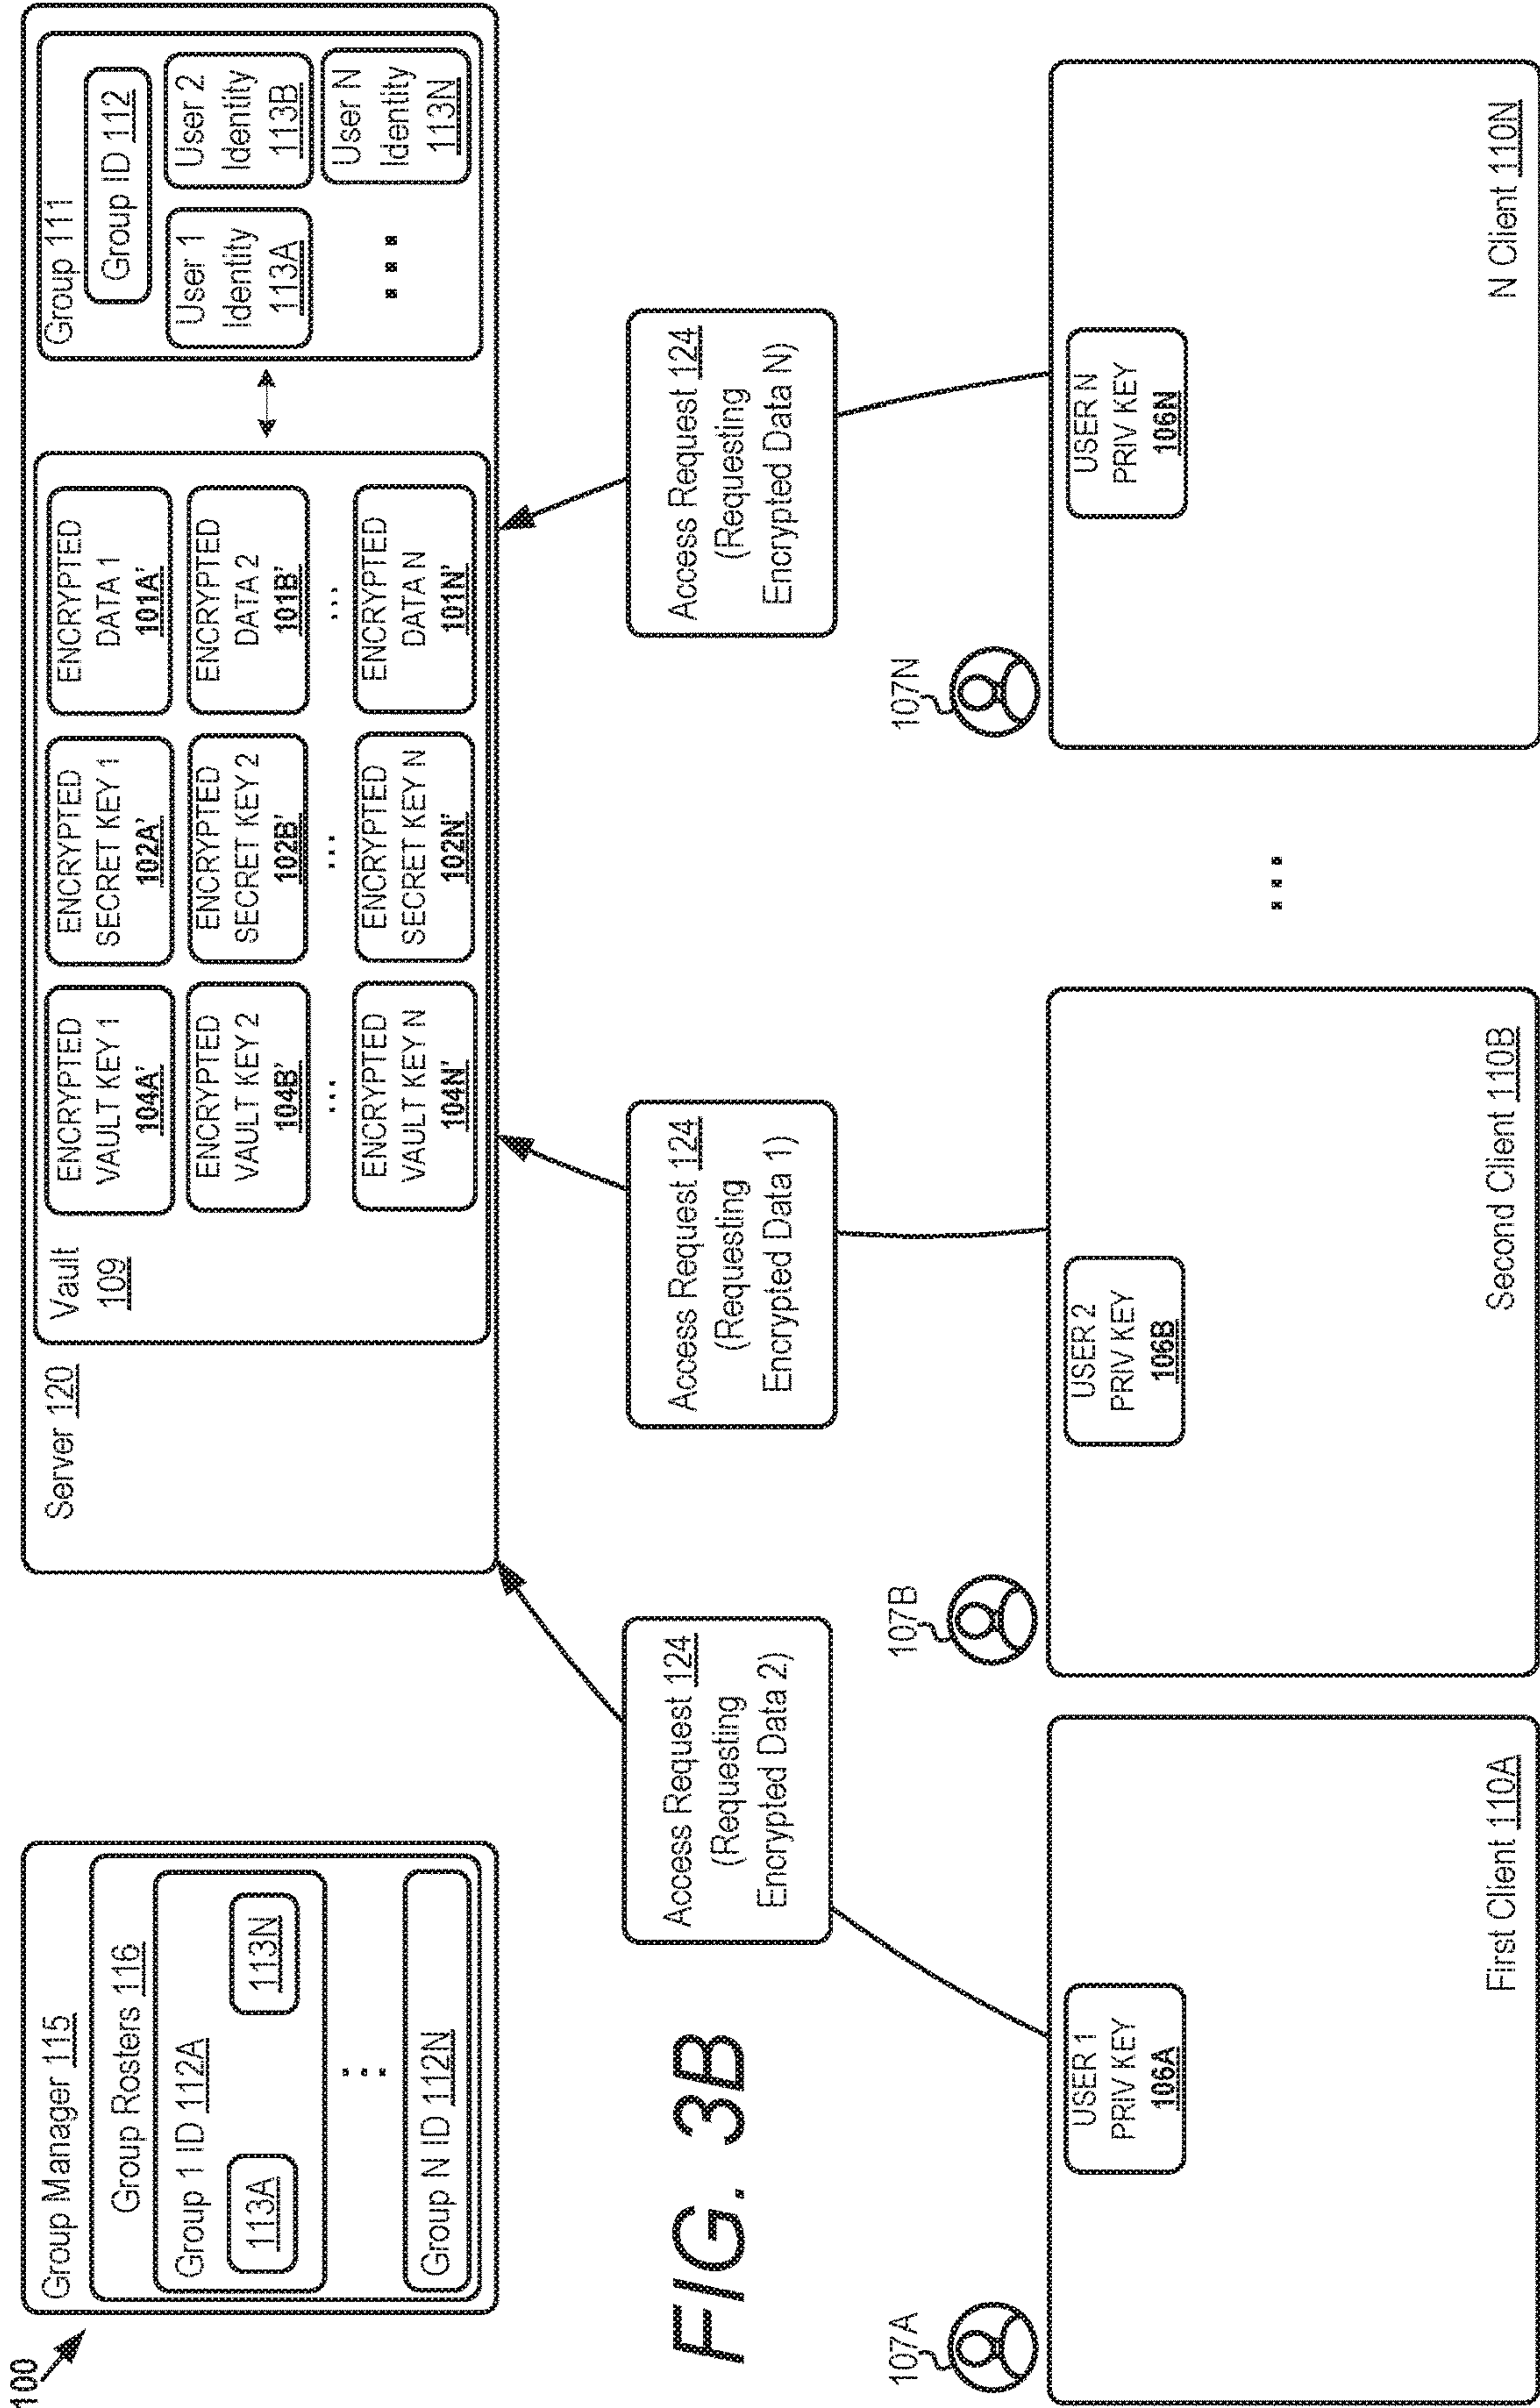 100
Group Manager 115
Group Rosters 116
Group 1 ID 112A
113A
113N
...
Group N ID 112N
Server 120
Vault
109
ENCRYPTED
VAULT KEY 1
104A'
ENCRYPTED
SECRET KEY 1
102A'
ENCRYPTED
DATA 1
101A'
ENCRYPTED
VAULT KEY 2
104B'
ENCRYPTED
SECRET KEY 2
102B'
ENCRYPTED
DATA 2
101B'
...
...
...
ENCRYPTED
VAULT KEY N
104N'
ENCRYPTED
SECRET KEY N
102N'
ENCRYPTED
DATA N
101N'
Group 111
Group ID 112
User 1
Identity
113A
User 2
Identity
113B
...
User N
Identity
113N
Access Request 124
(Requesting
Encrypted Data 2)
Access Request 124
(Requesting
Encrypted Data 1)
Access Request 124
(Requesting
Encrypted Data N)
FIG. 3B
107A
USER 1
PRIV KEY
106A
First Client 110A
107B
USER 2
PRIV KEY
106B
Second Client 110B
...
107N
USER N
PRIV KEY
106N
N Client 110N